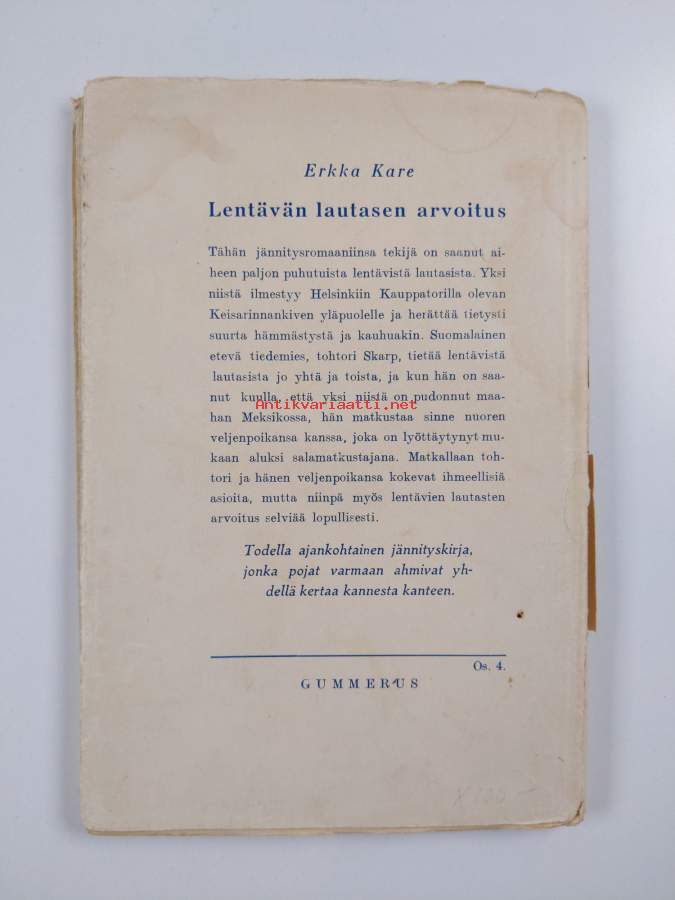 Erkka Kare
Lentävän lautasen arvoitus
Tähän jännitysromaaniinsa tekijä on saanut ai-
heen paljon puhutuista lentävistä lautasista. Yksi
niistä ilmestyy Helsinkiin Kauppatorilla olevan
Keisarinnankiven yläpuolelle ja herättää tietysti
suurta hämmästystä ja kauhuakin. Suomalainen
etevä tiedemies, tohtori Skarp, tietää lentävistä
lautasista jo yhtä ja toista, ja kun hän on saa-
nut kuulla, että yksi niistä on pudonnut maa-
Antikvariaatti.net
han Meksikossa, hän matkustaa sinne nuoren
veljenpoikansa kanssa, joka on lyöttäytynyt mu-
kaan aluksi salamatkustajana. Matkallaan toh-
tori ja hänen veljenpoikansa kokevat ihmeellisiä
asioita, mutta niinpä myös lentävien lautasten
arvoitus selviää lopullisesti.
Todella ajankohtainen jännityskirja,
jonka pojat varmaan ahmivat yh-
dellä kertaa kannesta kanteen.
Os. 4.
GUMMERUS